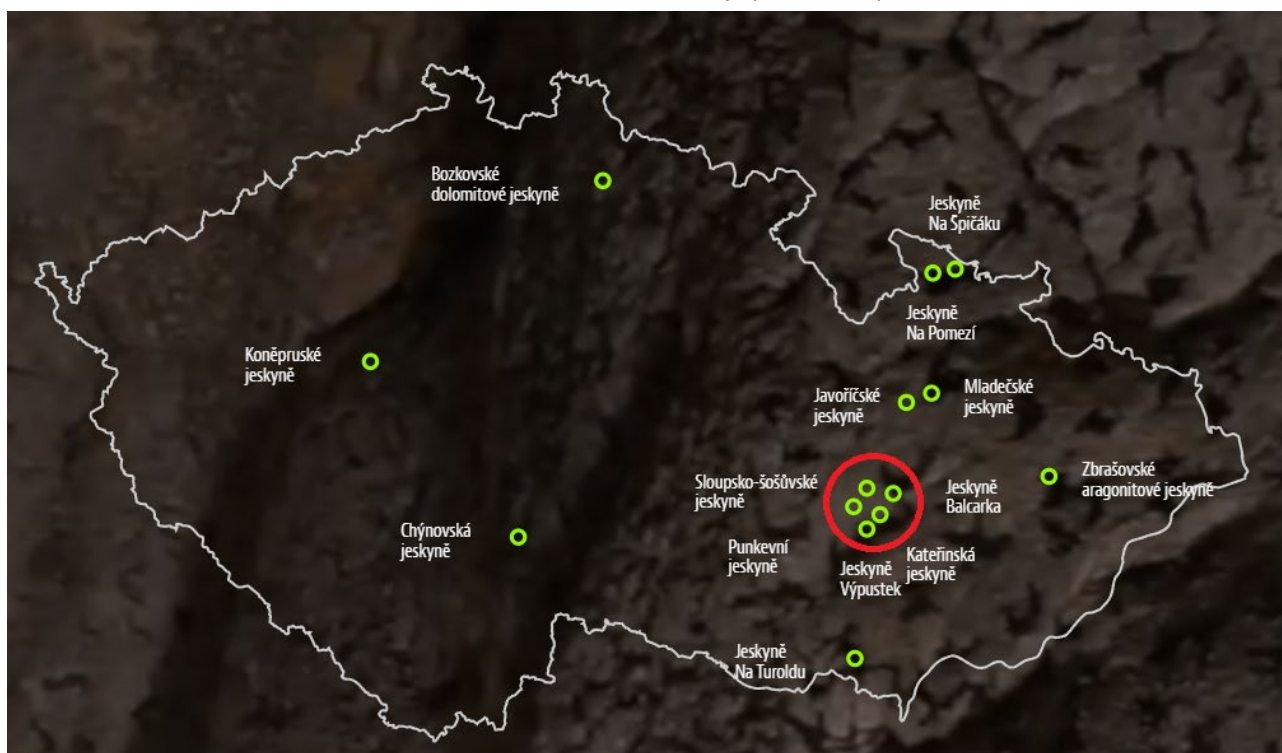 Bozkovské
dolomitové jeskyně
Jeskyně
Na Špičáku
Jeskyně
Na Pomezí
Koněpruské
jeskyně
Javoříčské
jeskyně
Mladečské
jeskyně
Sloupsko-šošůvské
jeskyně
Jeskyně
Balcarka
Zbrašovské
aragonitové jeskyně
Chýnovská
jeskyně
Punkevní
jeskyně
Jeskyně
Výpustek
Kateřinská
jeskyně
Jeskyně
Na Turoldu